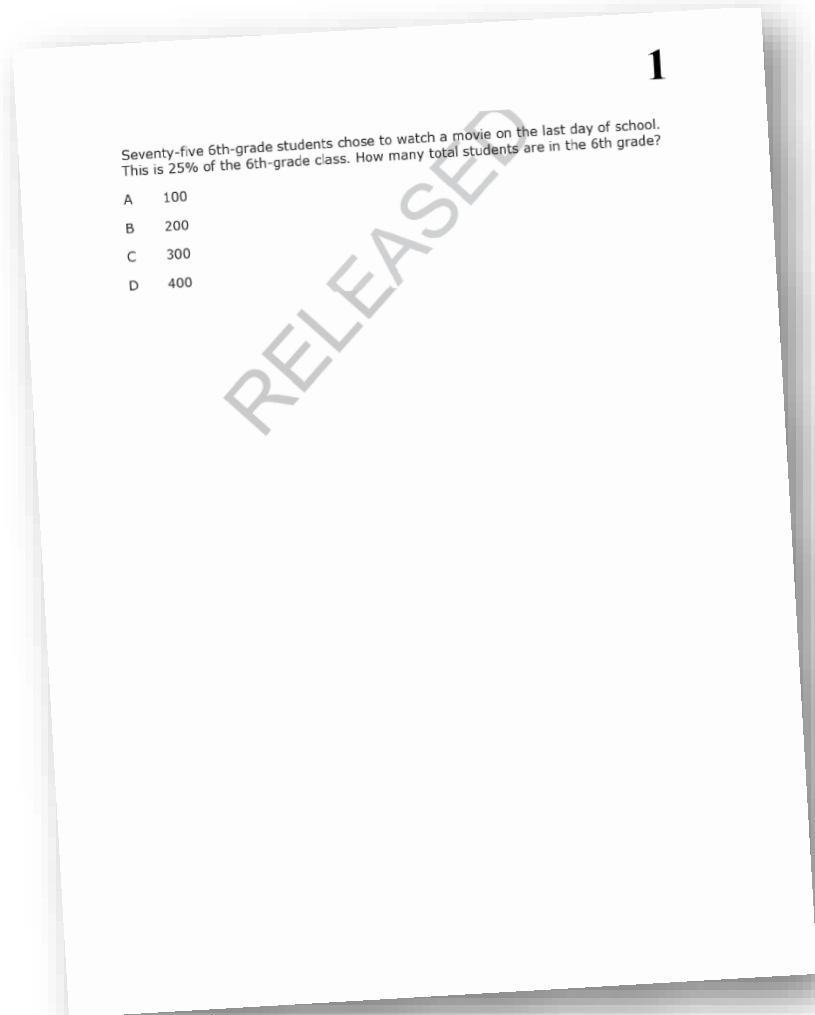 1
Seventy-five 6th-grade students chose to watch a movie on the last day of school.
This is 25% of the 6th-grade class. How many total students are in the 6th grade?
A 100
B 200
C 300
D 400
RELEASED